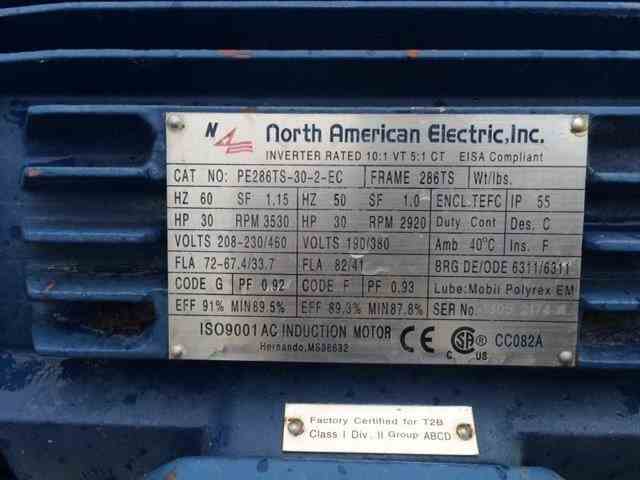 NAE North American Electric, Inc.
INVERTER RATED 10:1 VT 5:1 CT EISA Compliant
CAT NO: PE286TS-30-2-EC FRAME 286TS Wt/lbs.
HZ 60 SF 1.15 HZ 50 SF 1.0 ENCL.TEFC IP 55
HP 30 RPM 3530 HP 30 RPM 2920 Duty Cont Des. C
VOLTS 208-230/460 VOLTS 190/380 Amb 40°C Ins. F
FLA 72-67.4/33.7 FLA 82/41 BRG DE/ODE 6311/6311
CODE G PF 0.92 CODE F PF 0.93 Lube:Mobil Polyrex EM
EFF 91% MIN89.5% EFF 89.3% MIN87.8% SER No.
ISO9001 AC INDUCTION MOTOR CE C SA® US CC082A
Hernando,MS38632
Factory Certified for T2B
Class I Div. II Group ABCD